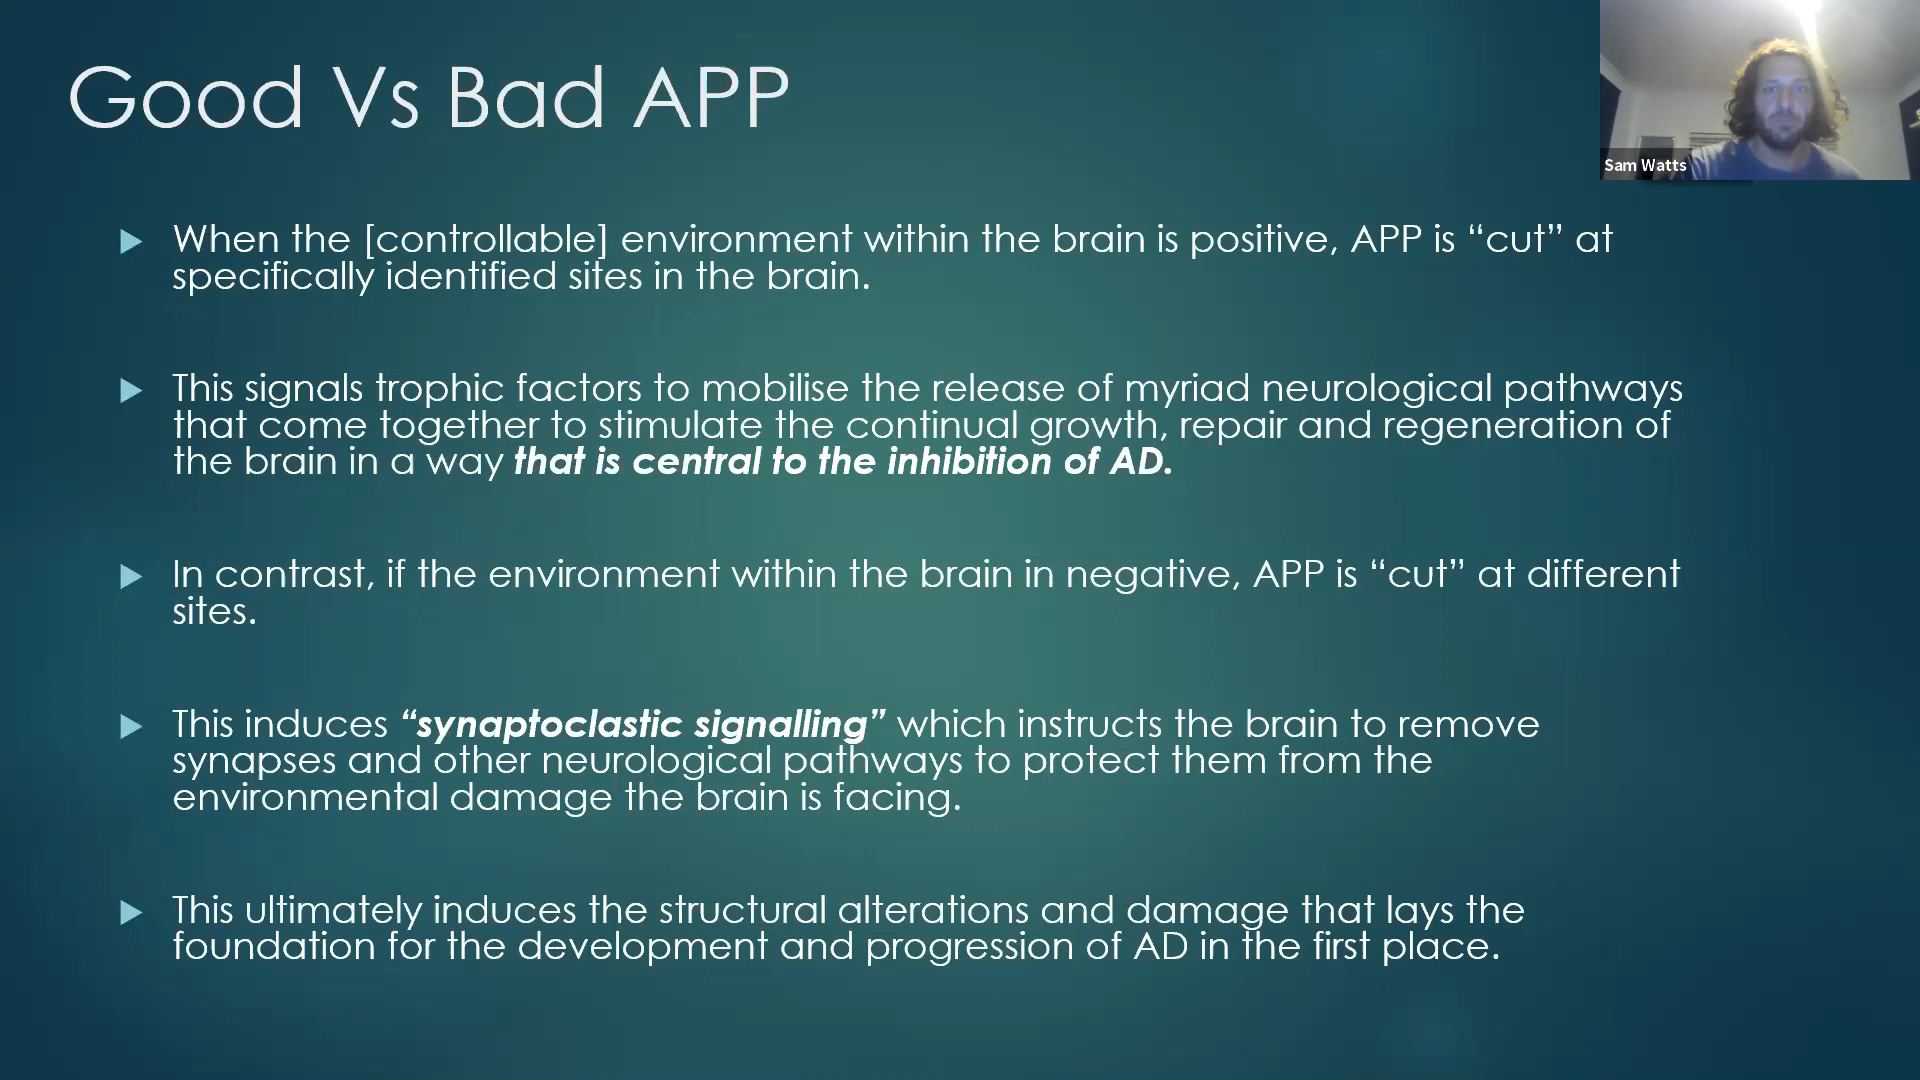 Good Vs Bad APP
Sam Watts
When the [controllable] environment within the brain is positive, APP is “cut” at
specifically identified sites in the brain.
This signals trophic factors to mobilise the release of myriad neurological pathways
that come together to stimulate the continual growth, repair and regeneration of
the brain in a way that is central to the inhibition of AD.
In contrast, if the environment within the brain in negative, APP is “cut” at different
sites.
This induces “synaptoclastic signalling” which instructs the brain to remove
synapses and other neurological pathways to protect them from the
environmental damage the brain is facing.
This ultimately induces the structural alterations and damage that lays the
foundation for the development and progression of AD in the first place.